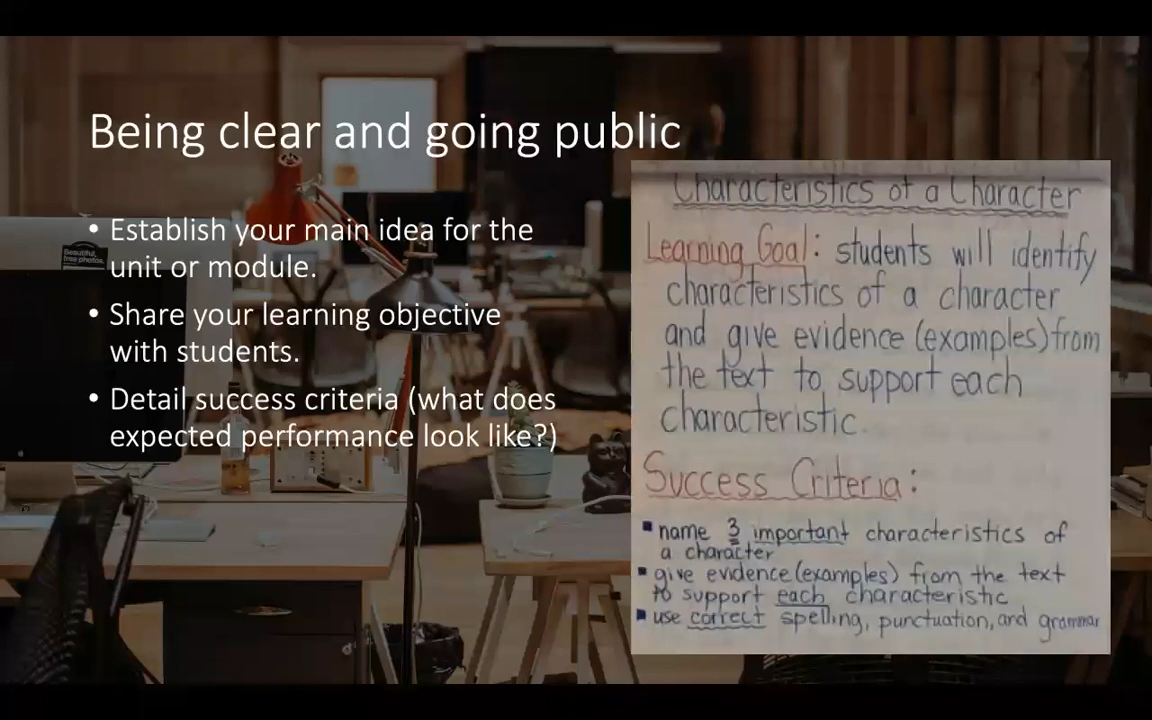 Being clear and going public
• Establish your main idea for the
unit or module.
• Share your learning objective
with students.
• Detail success criteria (what does
expected performance look like?)
beautiful,
free photos.
Characteristics of a Character
Learning Goal: students will identify
characteristics of a character
and give evidence (examples) from
the text to support each
characteristic.
Success Criteria:
▪ name 3 important characteristics of
a character
▪ give evidence (examples) from the text
to support each characteristic
▪ use correct spelling, punctuation, and grammar